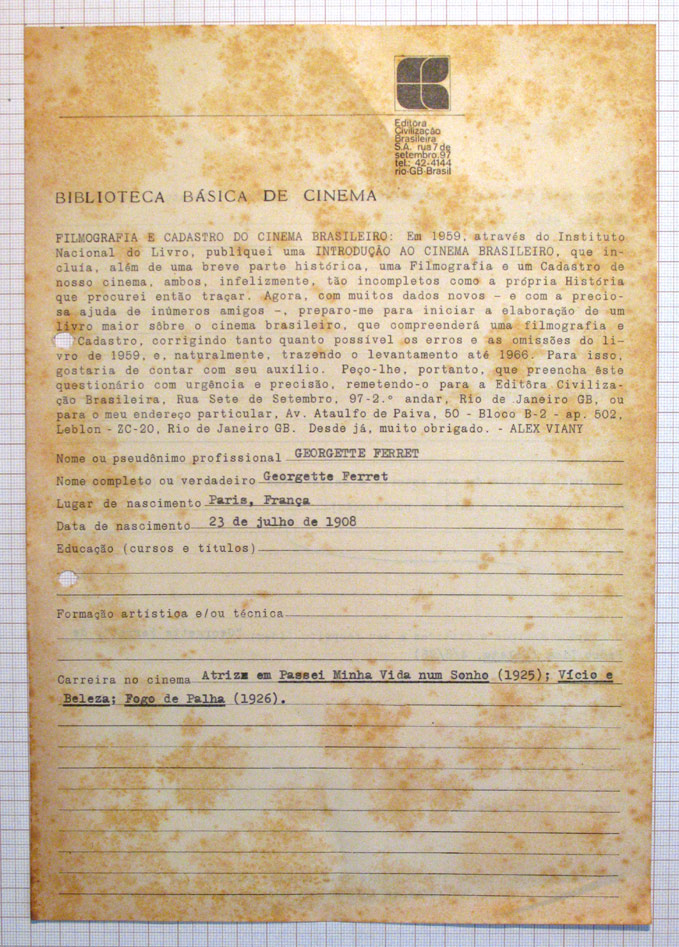 Editôra
Civilização
Brasileira
S.A. rua 7 de
setembro, 97
tel.: 42-4144
rio·GB·Brasil
BIBLIOTECA BÁSICA DE CINEMA
FILMOGRAFIA E CADASTRO DO CINEMA BRASILEIRO: Em 1959, através do Instituto
Nacional do Livro, publiquei uma INTRODUÇÃO AO CINEMA BRASILEIRO, que in-
cluía, além de uma breve parte histórica, uma Filmografia e um Cadastro de
nosso cinema, ambos, infelizmente, tão incompletos como a própria História
que procurei então traçar. Agora, com muitos dados novos - e com a precio-
sa ajuda de inúmeros amigos -, preparo-me para iniciar a elaboração de um
livro maior sôbre o cinema brasileiro, que compreenderá uma filmografia e
Cadastro, corrigindo tanto quanto possível os erros e as omissões do li-
vro de 1959, e, naturalmente, trazendo o levantamento até 1966. Para isso,
gostaria de contar com seu auxílio. Peço-lhe, portanto, que preencha êste
questionário com urgência e precisão, remetendo-o para a Editôra Civiliza-
ção Brasileira, Rua Sete de Setembro, 97-2.º andar, Rio de Janeiro GB, ou
para o meu endereço particular, Av. Ataulfo de Paiva, 50 - Bloco B-2 - ap. 502,
Leblon - ZC-20, Rio de Janeiro GB. Desde já, muito obrigado. - ALEX VIANY
Nome ou pseudônimo profissional GEORGETTE FERRET
Nome completo ou verdadeiro Georgette Ferret
Lugar de nascimento Paris, França
Data de nascimento 23 de julho de 1908
Educação (cursos e títulos)
Formação artística e/ou técnica
Carreira no cinema Atriz em Passei Minha Vida num Sonho (1925); Vício e
Beleza; Fogo de Palha (1926).